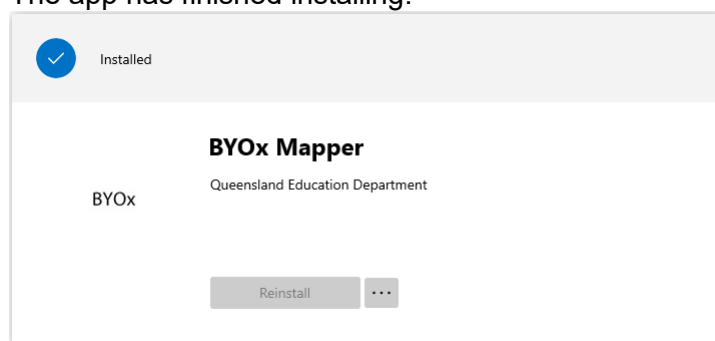 The app has finished installing.
Installed
BYOx Mapper
Queensland Education Department
BYOx
Reinstall
...